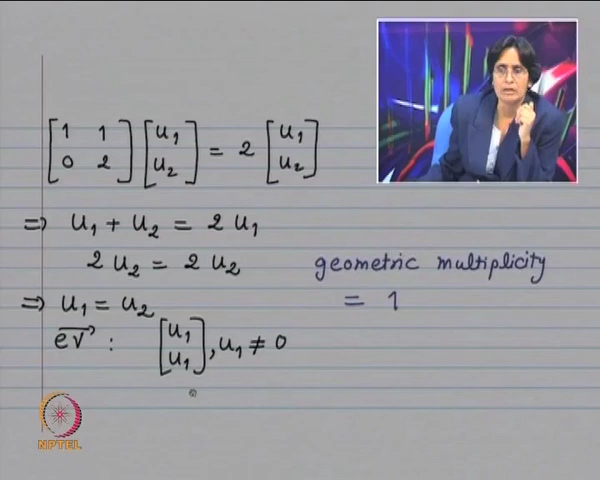 [1 1
0 2] [u₁
u₂] = 2 [u₁
u₂]
⇒ u₁ + u₂ = 2 u₁
2 u₂ = 2 u₂
geometric multiplicity
= 1
⇒ u₁ = u₂
ev⃗ : [u₁
u₁], u₁ ≠ 0
NPTEL